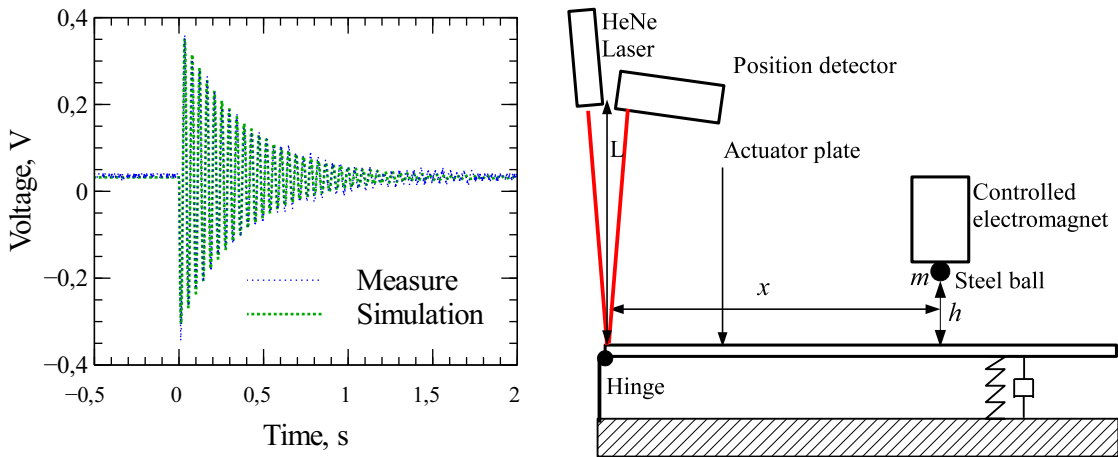 0,4
0,2
0
−0,2
−0,4
Voltage, V
Measure
Simulation
−0,5
0
0,5
1
1,5
2
Time, s
HeNe
Laser
Position detector
L
Actuator plate
Controlled
electromagnet
m
Steel ball
x
h
Hinge